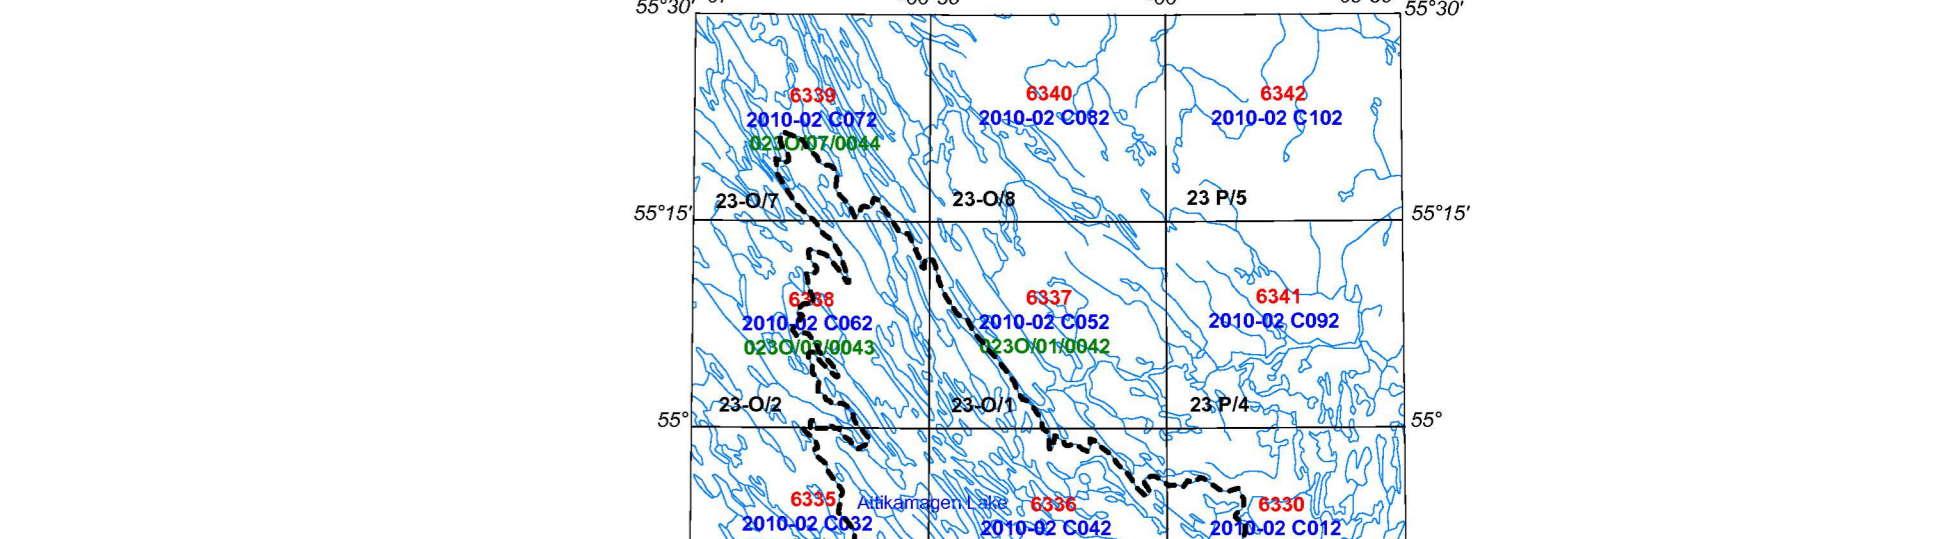 55°30'
55°30'
6339
6340
6342
2010-02 C072
2010-02 C082
2010-02 C102
023O/07/0044
23-O/7
23-O/8
23 P/5
55°15'
55°15'
6338
6337
6341
2010-02 C062
2010-02 C052
2010-02 C092
023O/02/0043
023O/01/0042
23-O/2
23-O/1
23 P/4
55°
55°
6335
Attikamagen Lake
6336
6330
2010-02 C032
2010-02 C042
2010-02 C012